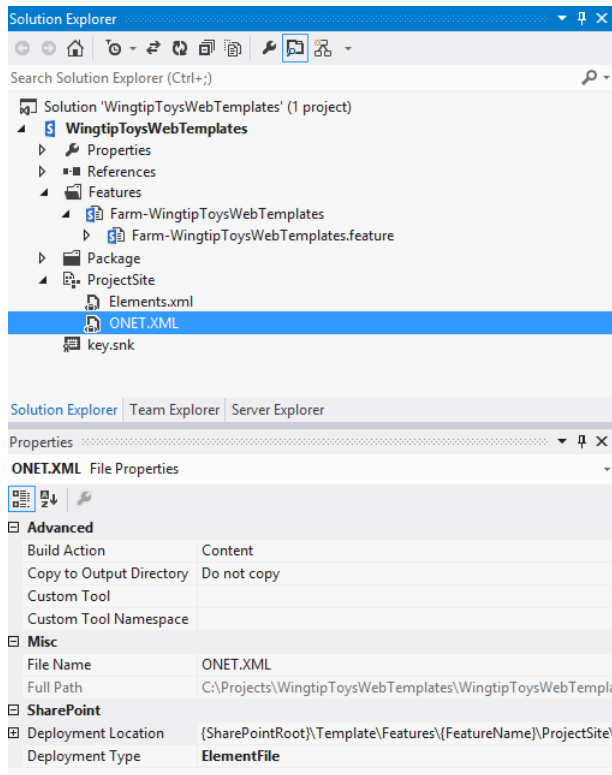 Solution Explorer
Search Solution Explorer (Ctrl+;)
Solution 'WingtipToysWebTemplates' (1 project)
WingtipToysWebTemplates
Properties
References
Features
Farm-WingtipToysWebTemplates
Farm-WingtipToysWebTemplates.feature
Package
ProjectSite
Elements.xml
ONET.XML
key.snk
Solution Explorer Team Explorer Server Explorer
Properties
ONET.XML File Properties
Advanced
Build Action Content
Copy to Output Directory Do not copy
Custom Tool
Custom Tool Namespace
Misc
File Name ONET.XML
Full Path C:\Projects\WingtipToysWebTemplates\WingtipToysWebTempla
SharePoint
Deployment Location {SharePointRoot}\Template\Features\{FeatureName}\ProjectSite\
Deployment Type ElementFile